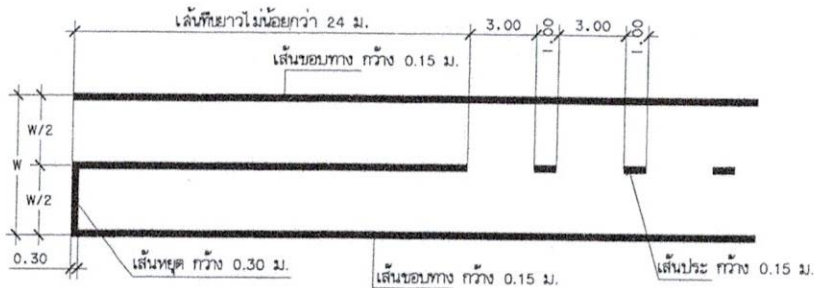 เส้นทึบยาวไม่น้อยกว่า 24 ม.
3.00
1.00
3.00
1.00
เส้นขอบทาง กว้าง 0.15 ม.
W/2
W
W/2
0.30
เส้นหยุด กว้าง 0.30 ม.
เส้นขอบทาง กว้าง 0.15 ม.
เส้นประ กว้าง 0.15 ม.